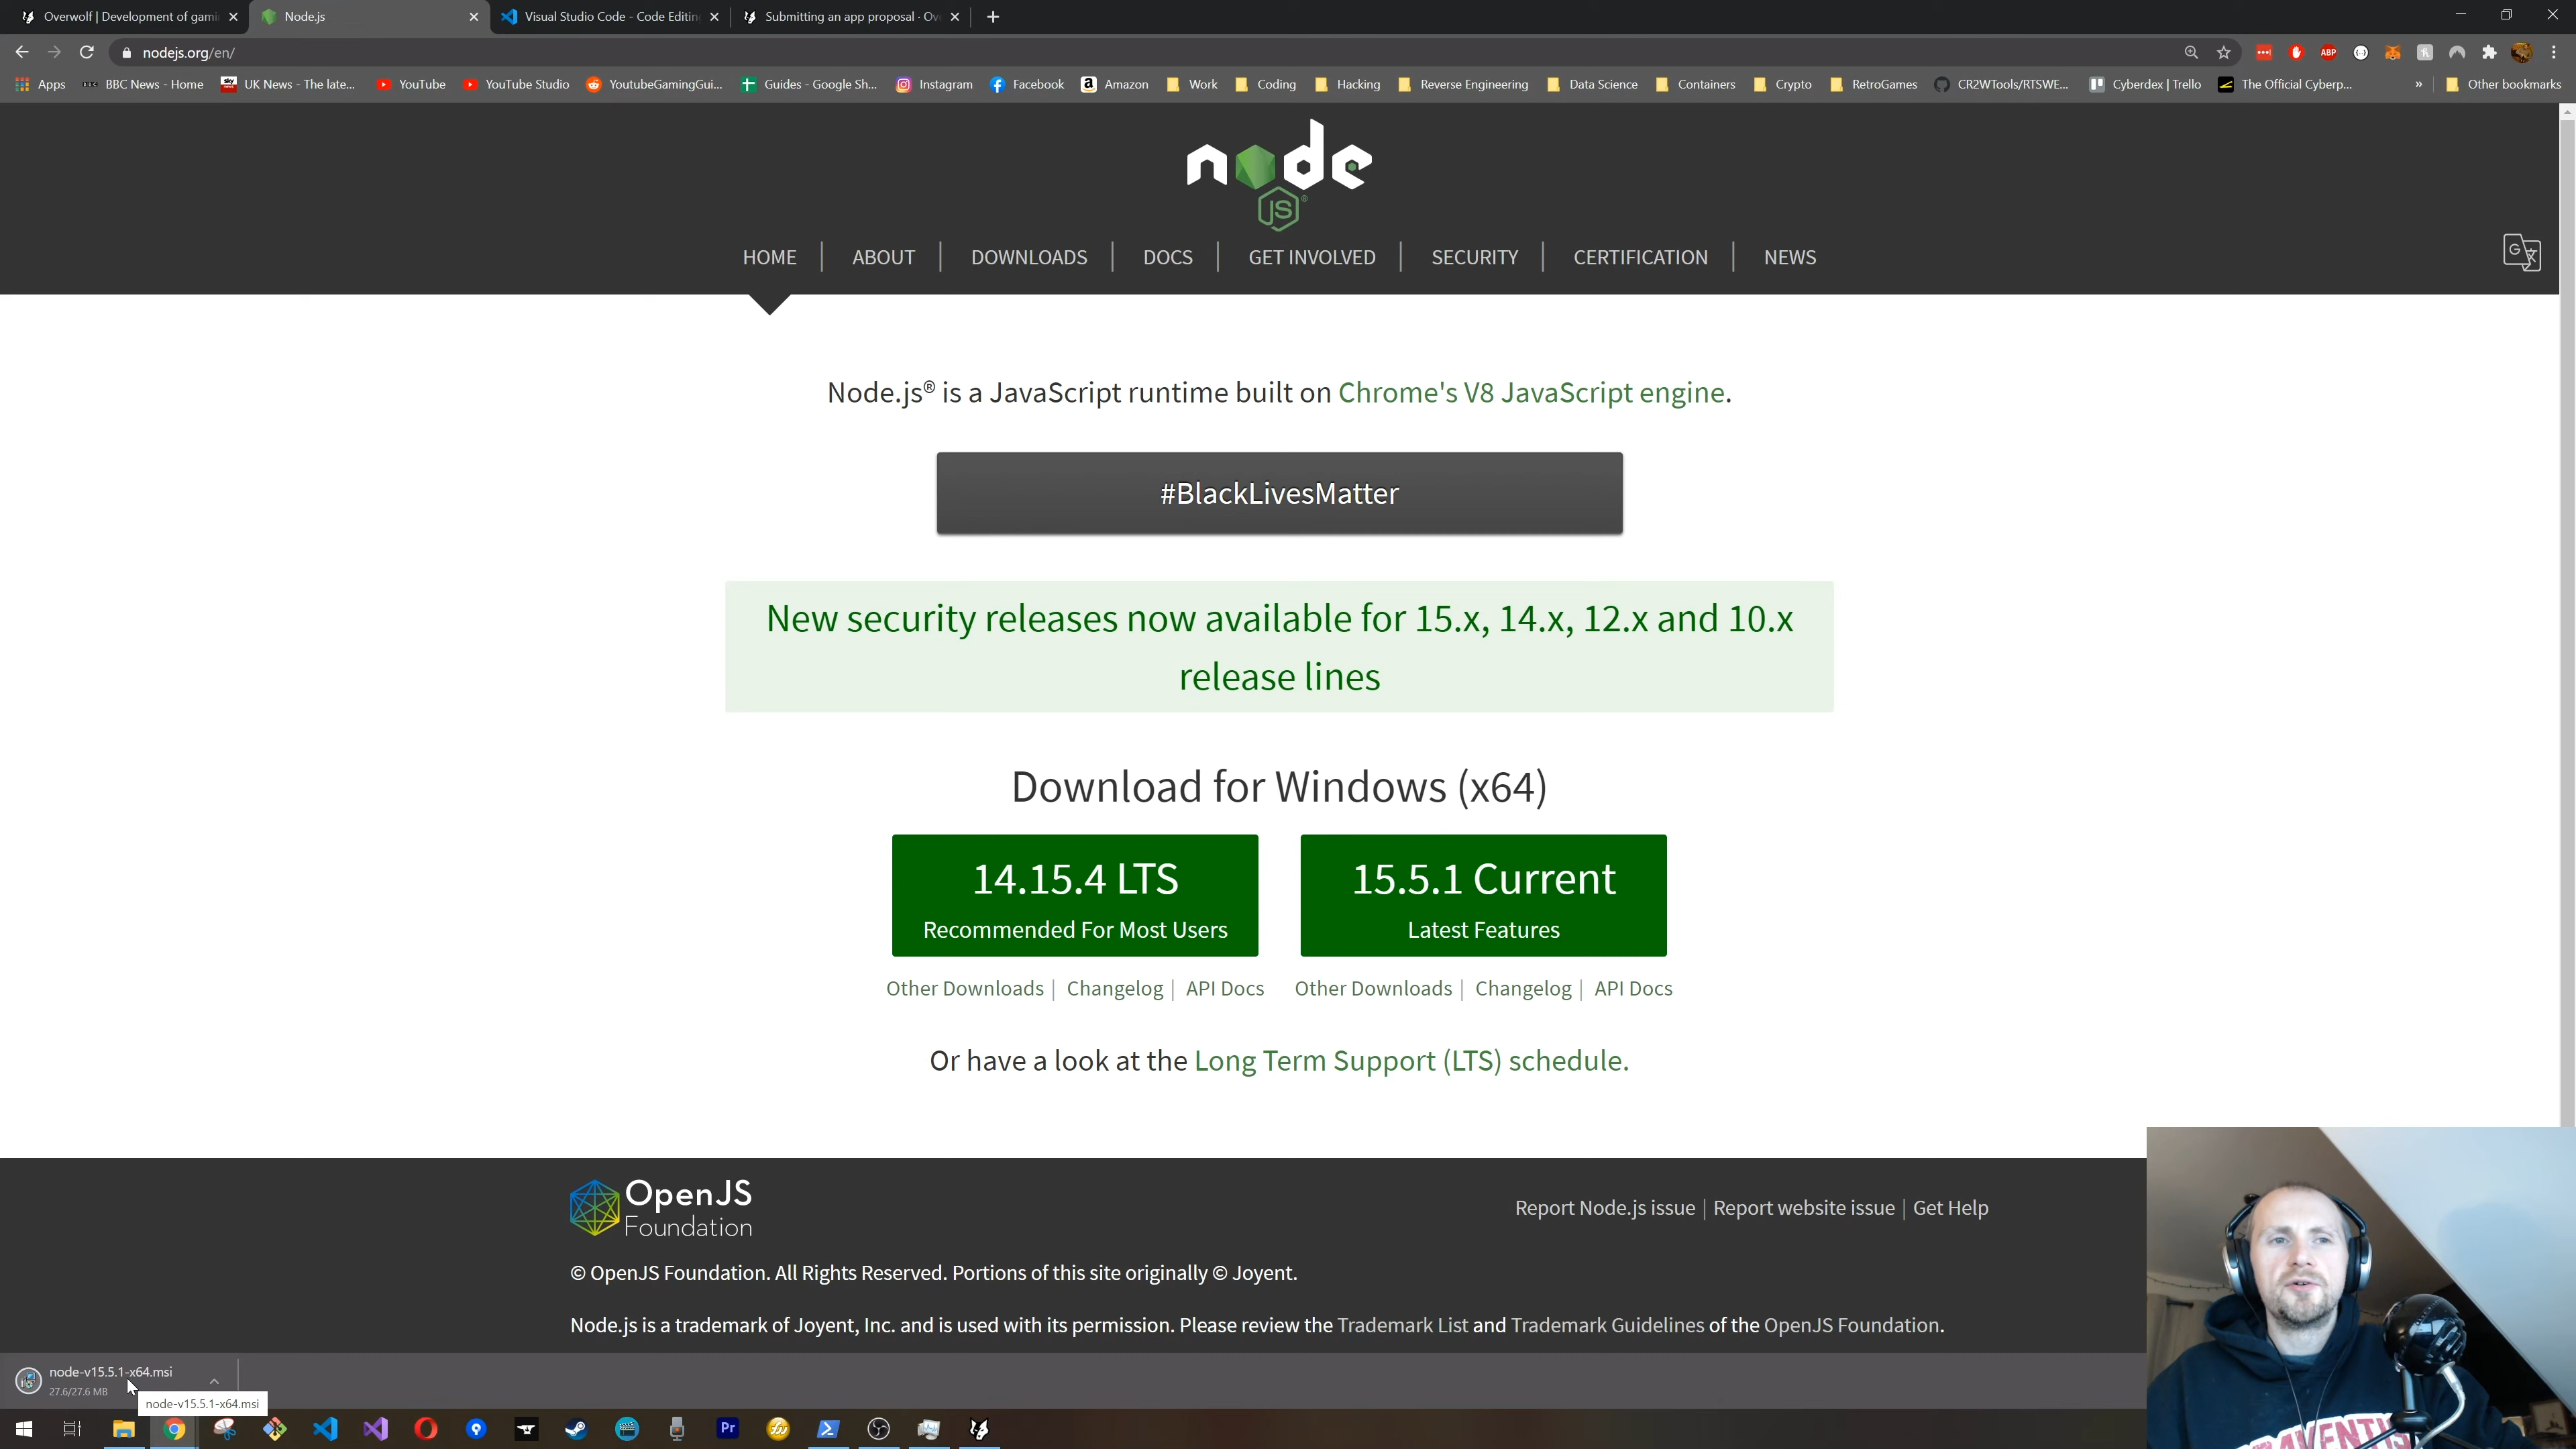 Overwolf | Development of gami
Node.js
Visual Studio Code - Code Editin
Submitting an app proposal · Ov
nodejs.org/en/
ABP
Apps
BBC News - Home
UK News - The late...
YouTube
YouTube Studio
YoutubeGamingGui...
Guides - Google Sh...
Instagram
Facebook
Amazon
Work
Coding
Hacking
Reverse Engineering
Data Science
Containers
Crypto
RetroGames
CR2WTools/RTSWE...
Cyberdex | Trello
The Official Cyberp...
»
Other bookmarks
node
JS®
HOME
ABOUT
DOWNLOADS
DOCS
GET INVOLVED
SECURITY
CERTIFICATION
NEWS
Node.js® is a JavaScript runtime built on Chrome's V8 JavaScript engine.
#BlackLivesMatter
New security releases now available for 15.x, 14.x, 12.x and 10.x
release lines
Download for Windows (x64)
14.15.4 LTS
Recommended For Most Users
15.5.1 Current
Latest Features
Other Downloads | Changelog | API Docs
Other Downloads | Changelog | API Docs
Or have a look at the Long Term Support (LTS) schedule.
OpenJS
Foundation
Report Node.js issue | Report website issue | Get Help
© OpenJS Foundation. All Rights Reserved. Portions of this site originally © Joyent.
Node.js is a trademark of Joyent, Inc. and is used with its permission. Please review the Trademark List and Trademark Guidelines of the OpenJS Foundation.
node-v15.5.1-x64.msi
27.6/27.6 MB
node-v15.5.1-x64.msi
Pr